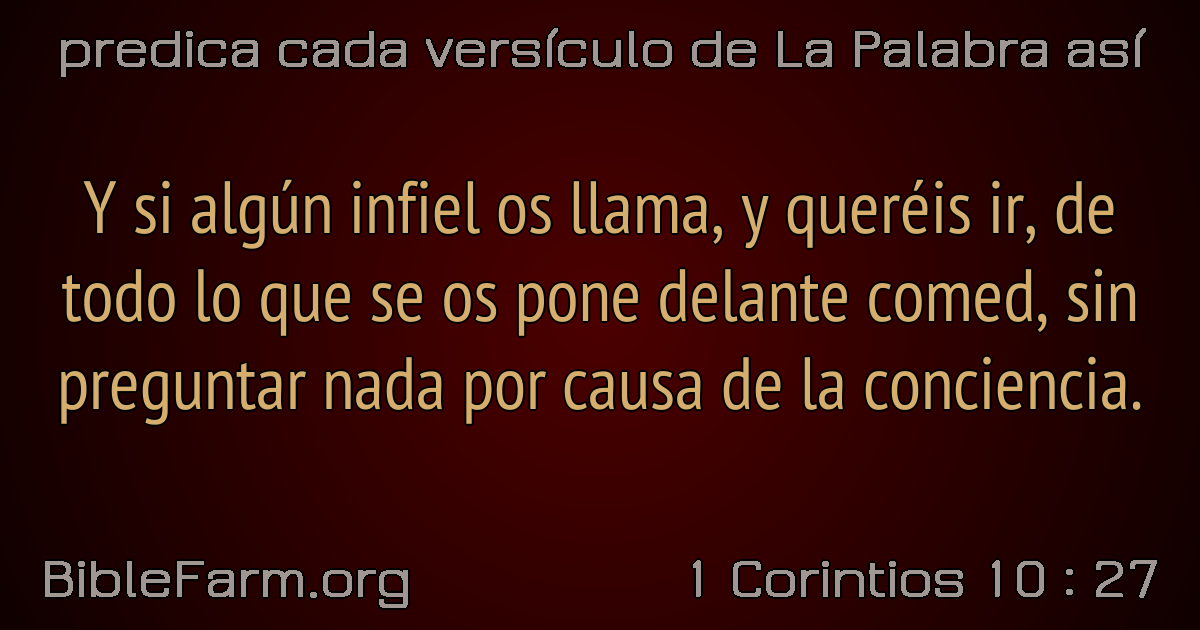 predica cada versículo de La Palabra así
Y si algún infiel os llama, y queréis ir, de
todo lo que se os pone delante comed, sin
preguntar nada por causa de la conciencia.
BibleFarm.org
1 Corintios 10 : 27